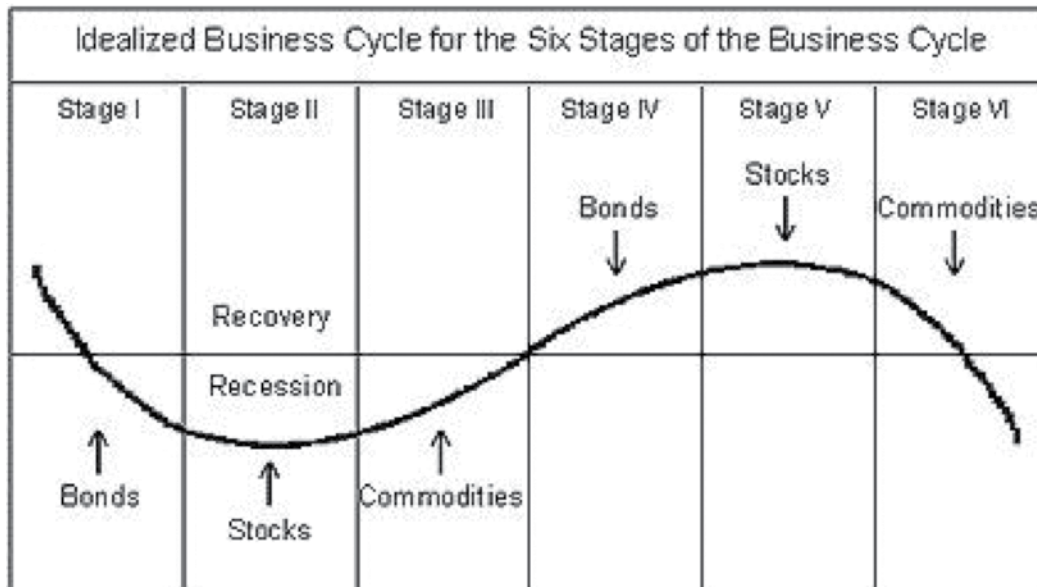 Idealized Business Cycle for the Six Stages of the Business Cycle
Stage I
Stage II
Stage III
Stage IV
Stage V
Stage VI
Stocks
Bonds
Commodities
Recovery
Recession
Bonds
Stocks
Commodities